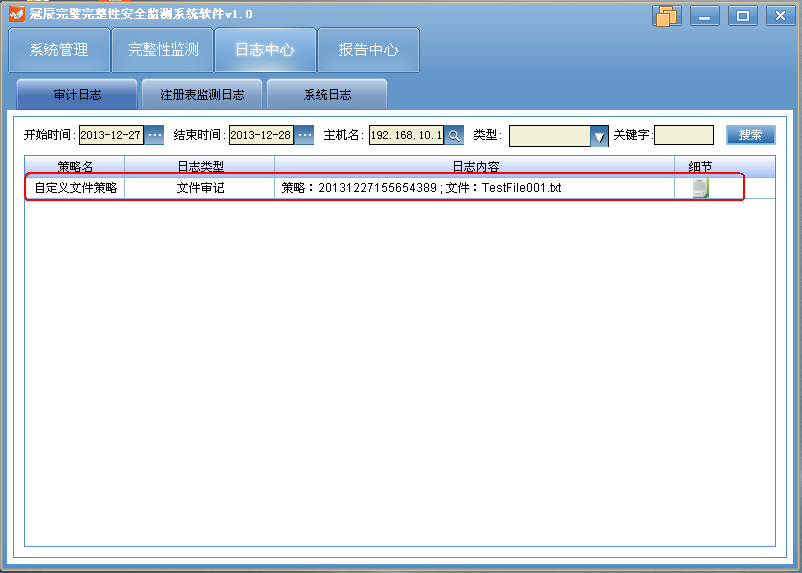 冠辰完璧完整性安全监测系统软件v1.0
系统管理 完整性监测 日志中心 报告中心
审计日志 注册表监测日志 系统日志
开始时间: 2013-12-27 ... 结束时间: 2013-12-28 ... 主机名: 192.168.10.1 类型: 关键字: 搜索
策略名 日志类型 日志内容 细节
自定义文件策略 文件审记 策略：20131227155654389 ; 文件：TestFile001.txt